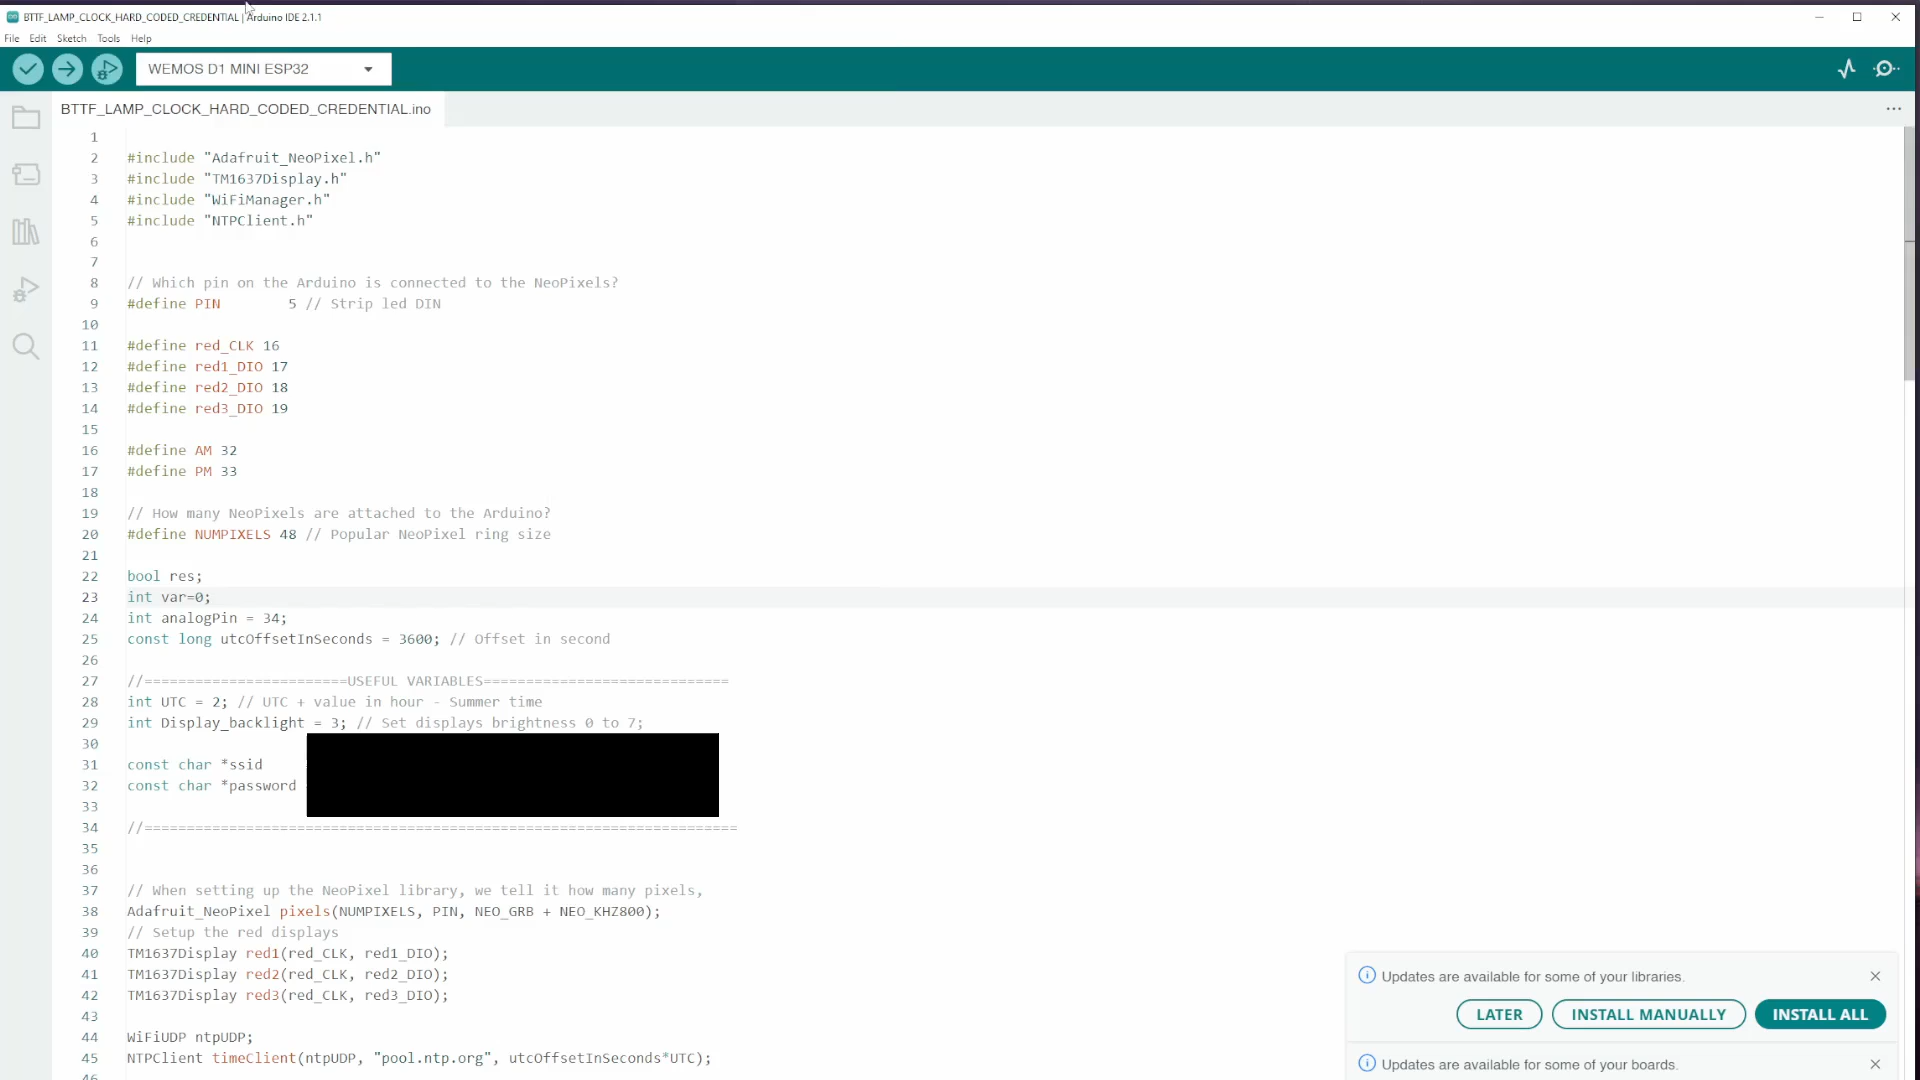 BTTF_LAMP_CLOCK_HARD_CODED_CREDENTIAL | Arduino IDE 2.1.1
File Edit Sketch Tools Help
WEMOS D1 MINI ESP32
BTTF_LAMP_CLOCK_HARD_CODED_CREDENTIAL.ino
1
2 #include "Adafruit_NeoPixel.h"
3 #include "TM1637Display.h"
4 #include "WiFiManager.h"
5 #include "NTPClient.h"
6
7
8 // Which pin on the Arduino is connected to the NeoPixels?
9 #define PIN        5 // Strip led DIN
10
11 #define red_CLK 16
12 #define red1_DIO 17
13 #define red2_DIO 18
14 #define red3_DIO 19
15
16 #define AM 32
17 #define PM 33
18
19 // How many NeoPixels are attached to the Arduino?
20 #define NUMPIXELS 48 // Popular NeoPixel ring size
21
22 bool res;
23 int var=0;
24 int analogPin = 34;
25 const long utcOffsetInSeconds = 3600; // Offset in second
26
27 //========================USEFUL VARIABLES=============================
28 int UTC = 2; // UTC + value in hour - Summer time
29 int Display_backlight = 3; // Set displays brightness 0 to 7;
30
31 const char *ssid
32 const char *password
33
34 //======================================================================
35
36
37 // When setting up the NeoPixel library, we tell it how many pixels,
38 Adafruit_NeoPixel pixels(NUMPIXELS, PIN, NEO_GRB + NEO_KHZ800);
39 // Setup the red displays
40 TM1637Display red1(red_CLK, red1_DIO);
41 TM1637Display red2(red_CLK, red2_DIO);
42 TM1637Display red3(red_CLK, red3_DIO);
43
44 WiFiUDP ntpUDP;
45 NTPClient timeClient(ntpUDP, "pool.ntp.org", utcOffsetInSeconds*UTC);
46
Updates are available for some of your libraries.
LATER INSTALL MANUALLY INSTALL ALL
Updates are available for some of your boards.